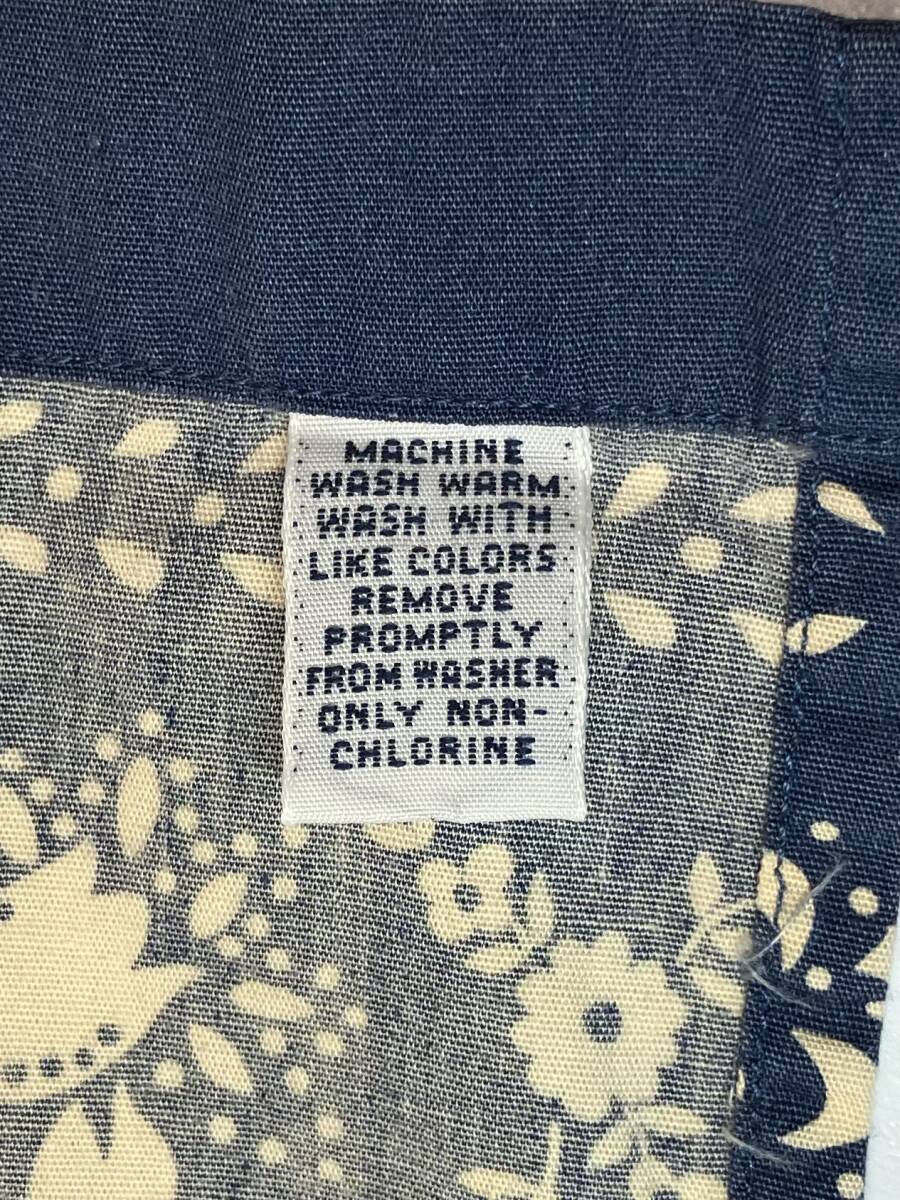 MACHINE
WASH WARM
WASH WITH
LIKE COLORS
REMOVE
PROMPTLY
FROM WASHER
ONLY NON-
CHLORINE